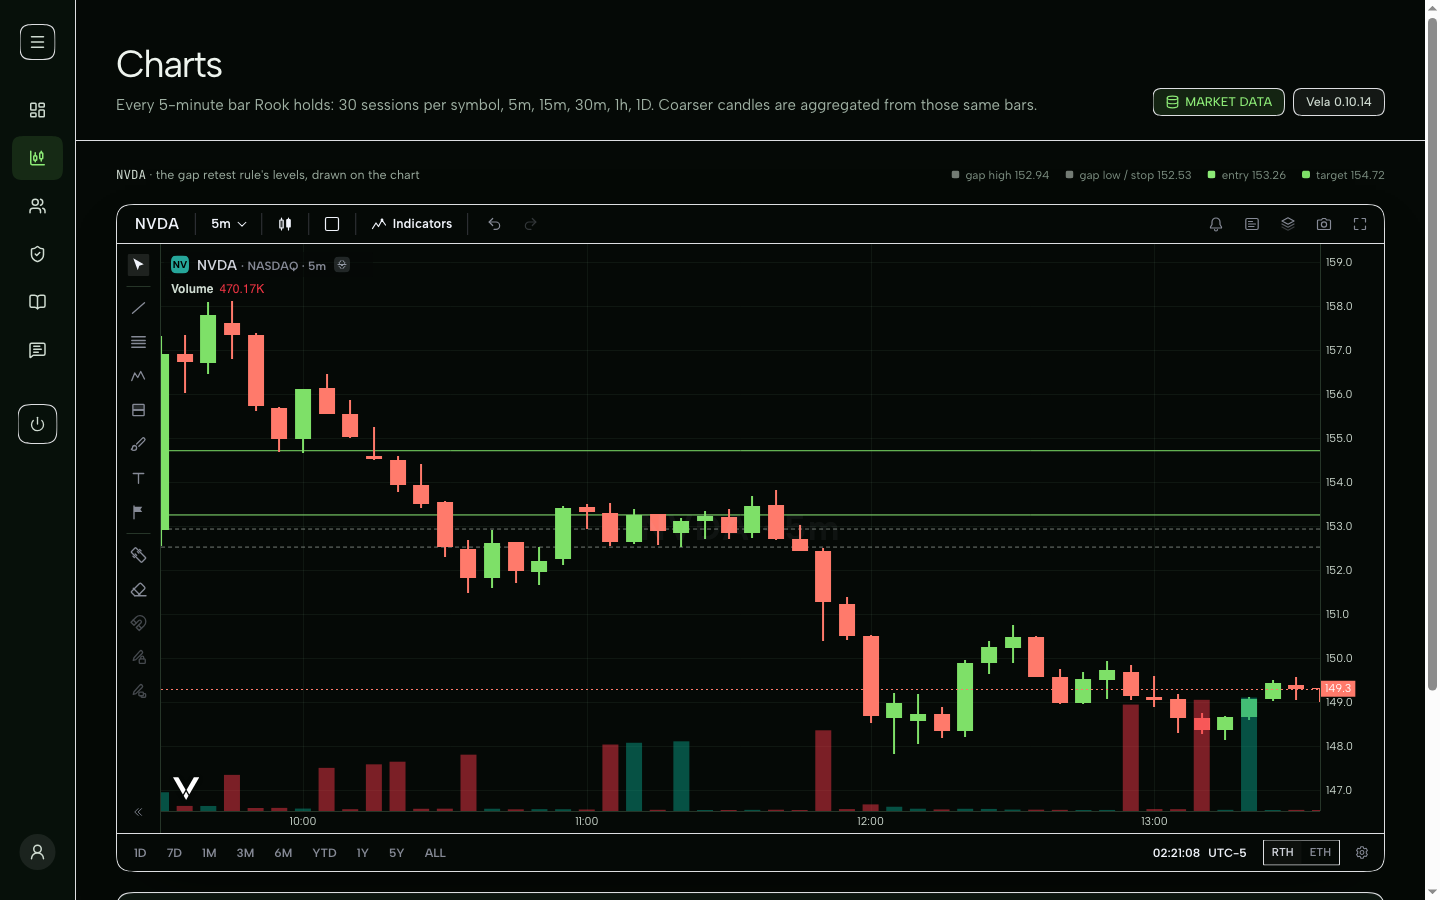 Charts
Every 5-minute bar Rook holds: 30 sessions per symbol, 5m, 15m, 30m, 1h, 1D. Coarser candles are aggregated from those same bars.
MARKET DATA
Vela 0.10.14
NVDA · the gap retest rule's levels, drawn on the chart
gap high 152.94
gap low / stop 152.53
entry 153.26
target 154.72
NVDA
5m
Indicators
NV
NVDA · NASDAQ · 5m
Volume 470.17K
159.0
158.0
157.0
156.0
155.0
154.0
153.0
152.0
151.0
150.0
149.3
149.0
148.0
147.0
10:00
11:00
12:00
13:00
1D
7D
1M
3M
6M
YTD
1Y
5Y
ALL
02:21:08 UTC-5
RTH
ETH